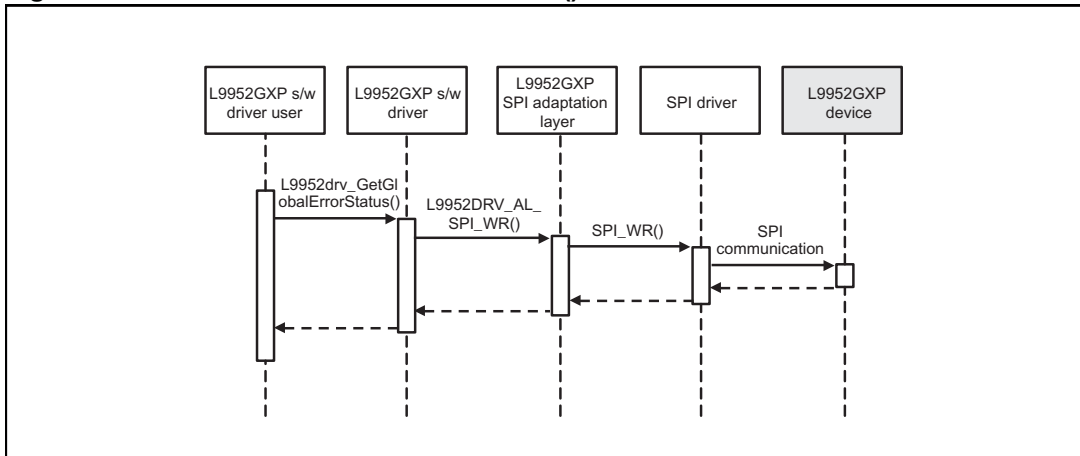 ()
L9952GXP s/w
driver user
L9952GXP s/w
driver
L9952GXP
SPI adaptation
layer
SPI driver
L9952GXP
device
L9952drv_GetGl
obalErrorStatus()
L9952DRV_AL_
SPI_WR()
SPI_WR()
SPI
communication